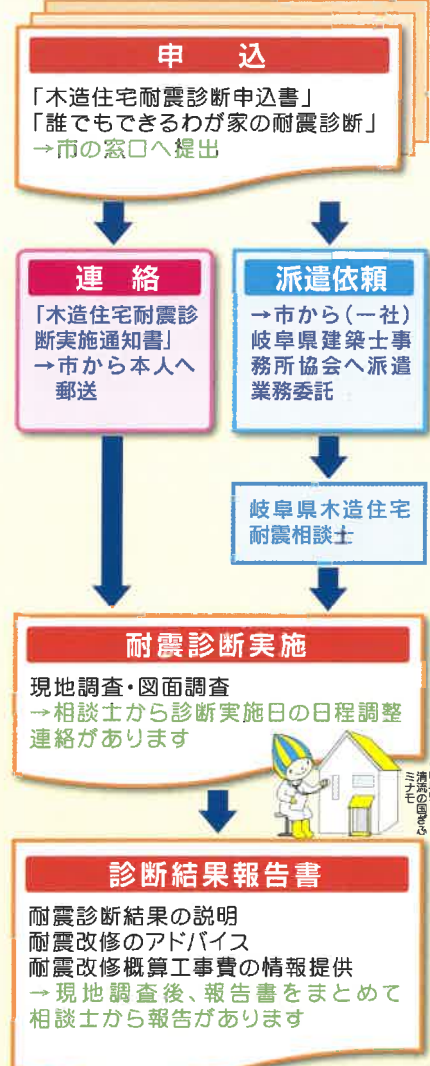 申 込
「木造住宅耐震診断申込書」
「誰でもできるわが家の耐震診断」
→市の窓口へ提出
連 絡
「木造住宅耐震診
断実施通知書」
→市から本人へ
郵送
派遣依頼
→市から(一社)
岐阜県建築士事
務所協会へ派遣
業務委託
岐阜県木造住宅
耐震相談士
耐震診断実施
現地調査・図面調査
→相談士から診断実施日の日程調整
連絡があります
清流の国ぎふ
ミナモ
診断結果報告書
耐震診断結果の説明
耐震改修のアドバイス
耐震改修概算工事費の情報提供
→現地調査後、報告書をまとめて
相談士から報告があります